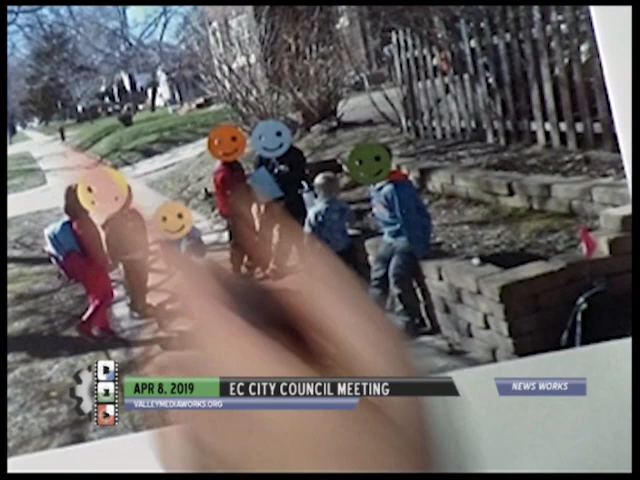 APR 8, 2019 EC CITY COUNCIL MEETING NEWS WORKS
VALLEYMEDIAWORKS.ORG